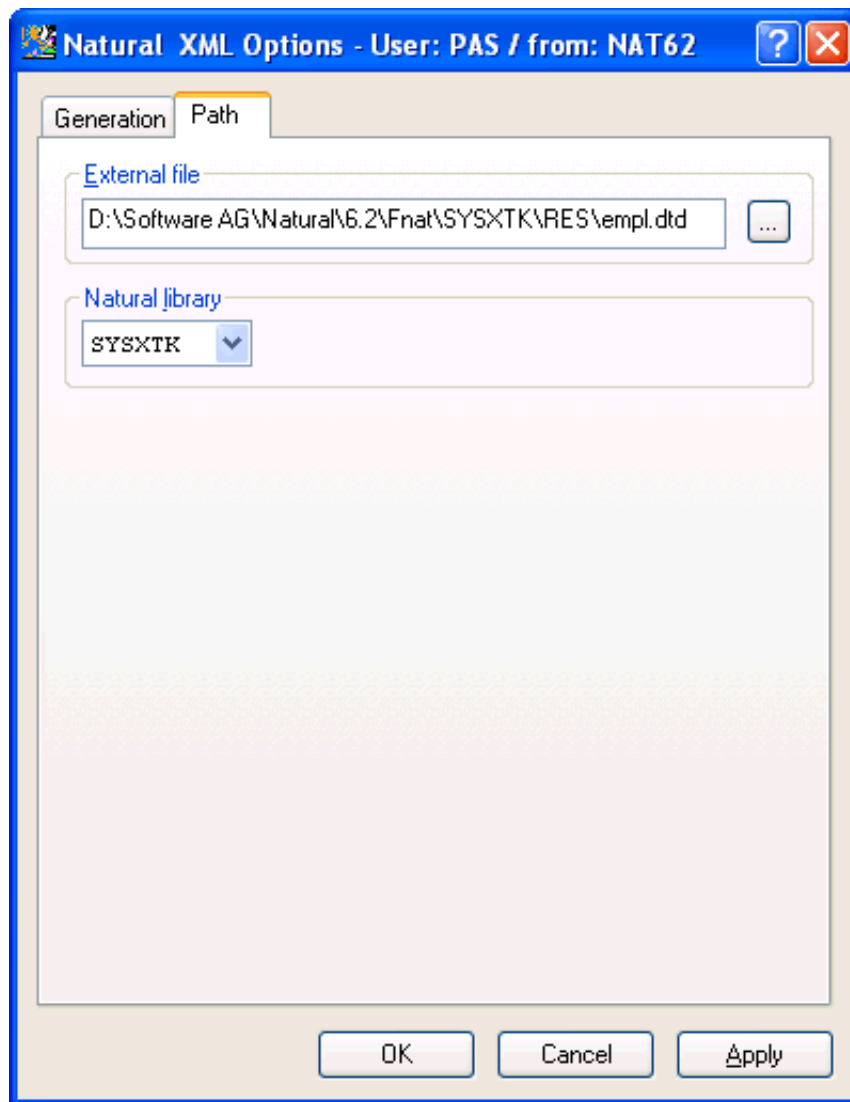 Natural XML Options - User: PAS / from: NAT62
?
Generation Path
External file
D:\Software AG\Natural\6.2\Fnat\SYSXTK\RES\empl.dtd ...
Natural library
SYSXTK
OK Cancel Apply